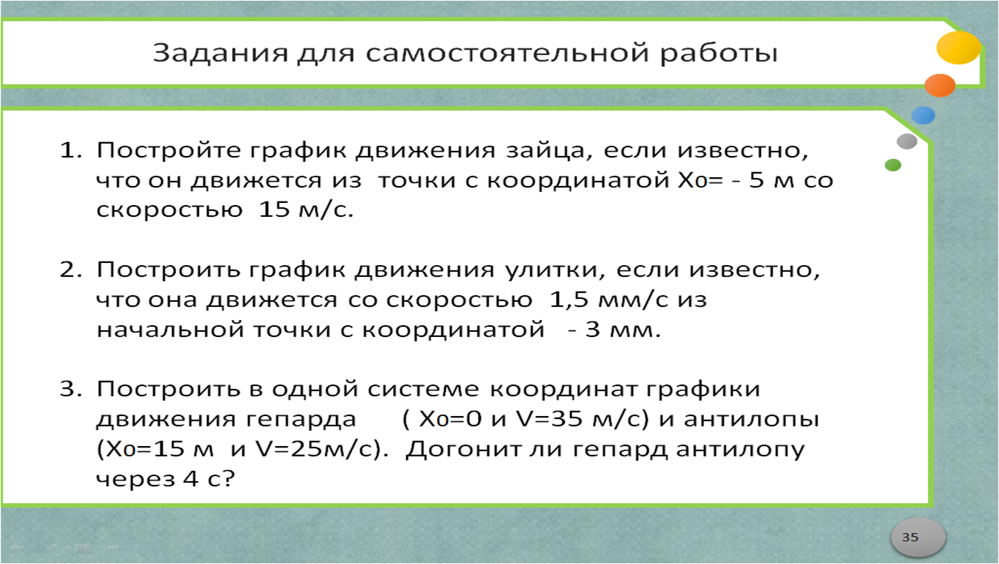 Задания для самостоятельной работы
1. Постройте график движения зайца, если известно,
что он движется из точки с координатой X₀= - 5 м со
скоростью 15 м/с.
2. Построить график движения улитки, если известно,
что она движется со скоростью 1,5 мм/с из
начальной точки с координатой - 3 мм.
3. Построить в одной системе координат графики
движения гепарда ( X₀=0 и V=35 м/с) и антилопы
(X₀=15 м и V=25м/с). Догонит ли гепард антилопу
через 4 с?
35